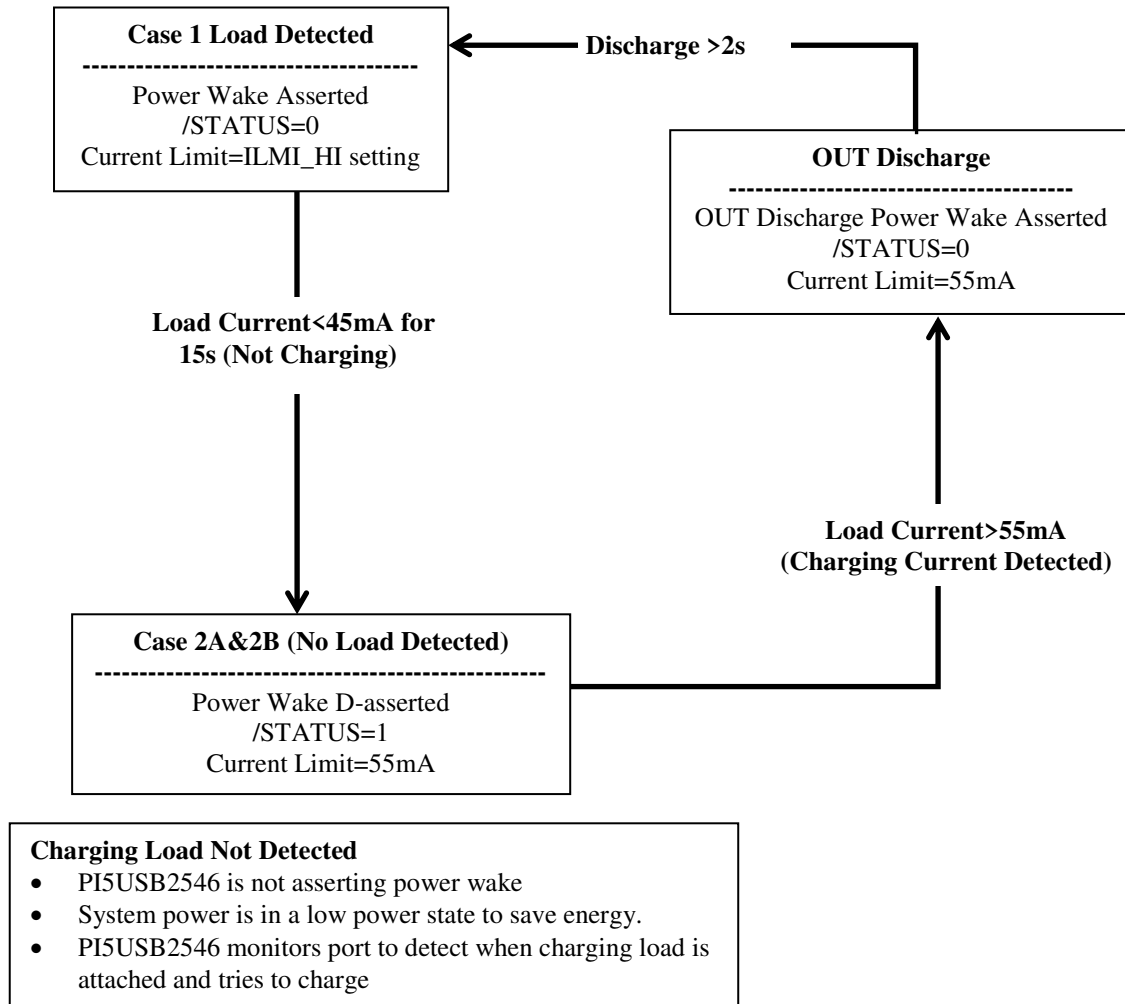 Case 1 Load Detected
----------------------------------------
Power Wake Asserted
/STATUS=0
Current Limit=ILMI_HI setting
Discharge >2s
OUT Discharge
-----------------------------------------
OUT Discharge Power Wake Asserted
/STATUS=0
Current Limit=55mA
Load Current<45mA for
15s (Not Charging)
Load Current>55mA
(Charging Current Detected)
Case 2A&2B (No Load Detected)
------------------------------------------------------
Power Wake D-asserted
/STATUS=1
Current Limit=55mA
Charging Load Not Detected
• PI5USB2546 is not asserting power wake
• System power is in a low power state to save energy.
• PI5USB2546 monitors port to detect when charging load is
attached and tries to charge